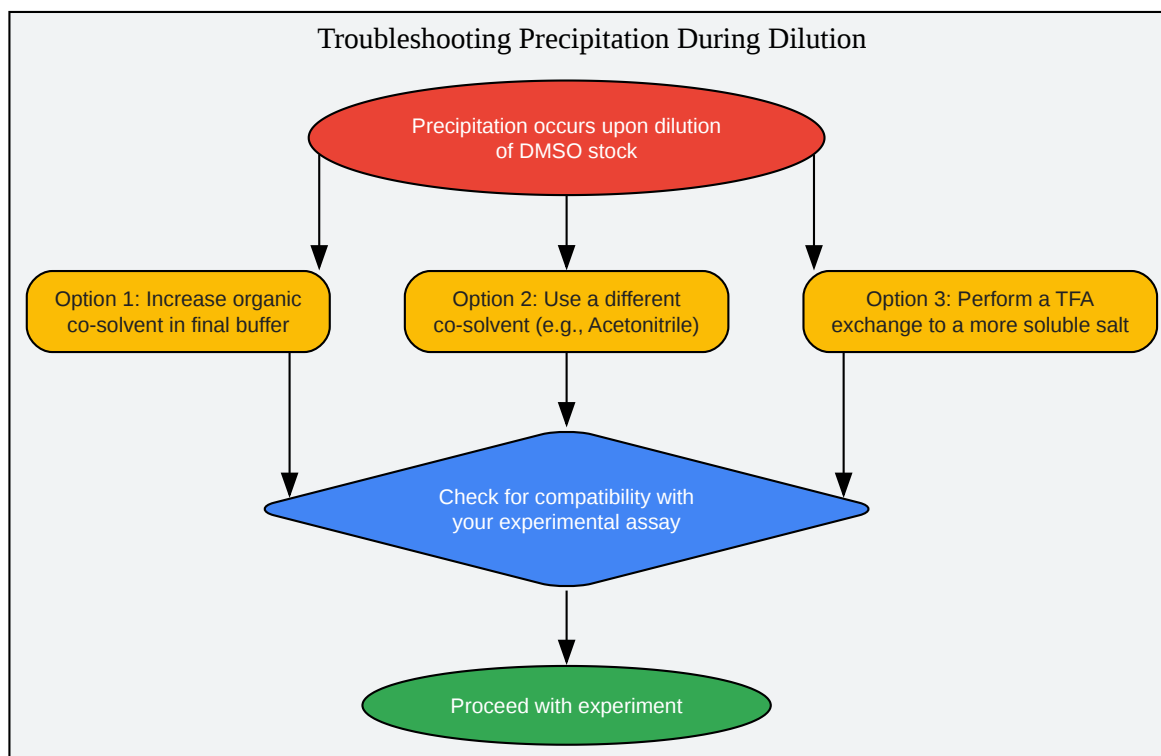 Troubleshooting Precipitation During Dilution
Precipitation occurs upon dilution
of DMSO stock
Option 1: Increase organic
co-solvent in final buffer
Option 2: Use a different
co-solvent (e.g., Acetonitrile)
Option 3: Perform a TFA
exchange to a more soluble salt
Check for compatibility with
your experimental assay
Proceed with experiment